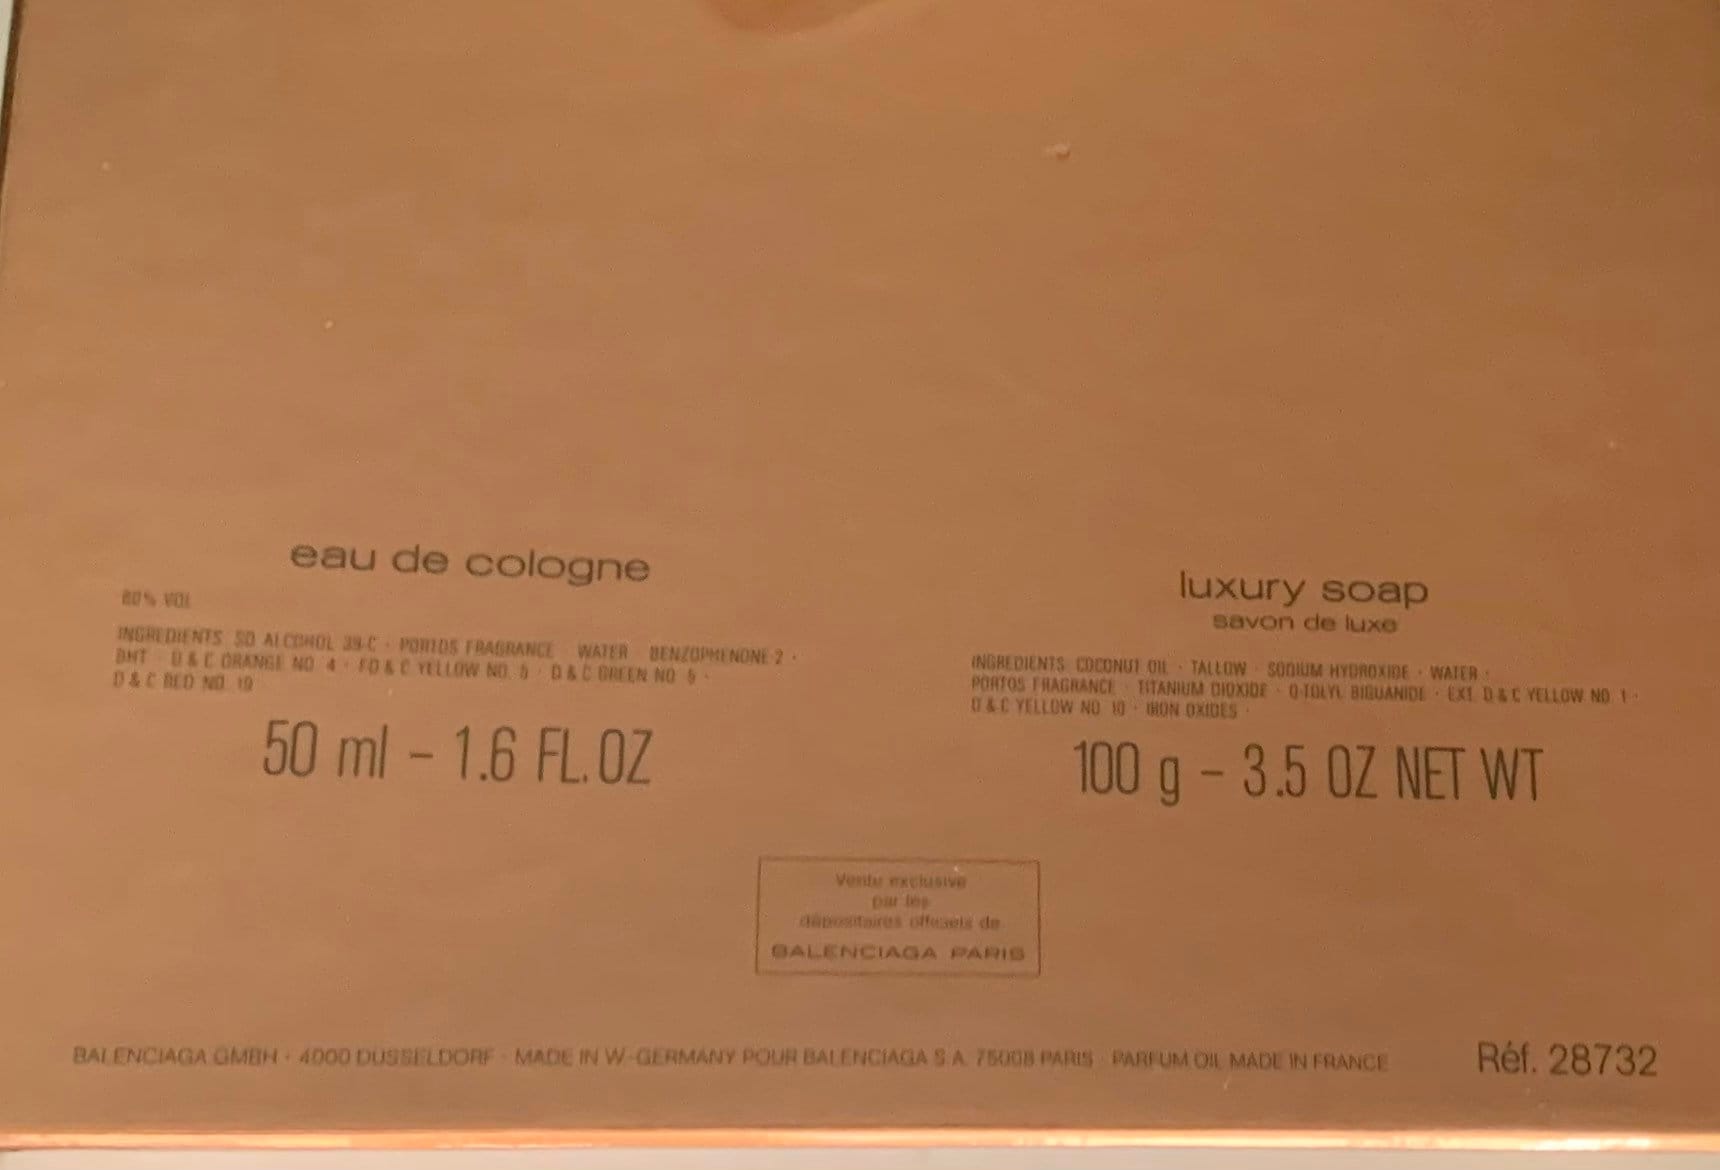 eau de cologne
80% VOL
INGREDIENTS SD ALCOHOL 39-C · PORTOS FRAGRANCE WATER BENZOPHENONE 2 ·
BHT · D & C ORANGE NO. 4 · FD & C YELLOW NO. 5 · D & C GREEN NO 5 ·
D & C RED NO. 19
50 ml – 1.6 FL.OZ
luxury soap
savon de luxe
INGREDIENTS COCONUT OIL · TALLOW · SODIUM HYDROXIDE · WATER ·
PORTOS FRAGRANCE · TITANIUM DIOXIDE · O-TOLYL BIGUANIDE · EXT. D & C YELLOW NO. 1 ·
D & C YELLOW NO 10 · IRON OXIDES ·
100 g – 3.5 OZ NET WT
Vente exclusive
par les
dépositaires officiels de
BALENCIAGA PARIS
BALENCIAGA GMBH · 4000 DUSSELDORF · MADE IN W-GERMANY POUR BALENCIAGA S.A. 75008 PARIS · PARFUM OIL MADE IN FRANCE
Réf. 28732